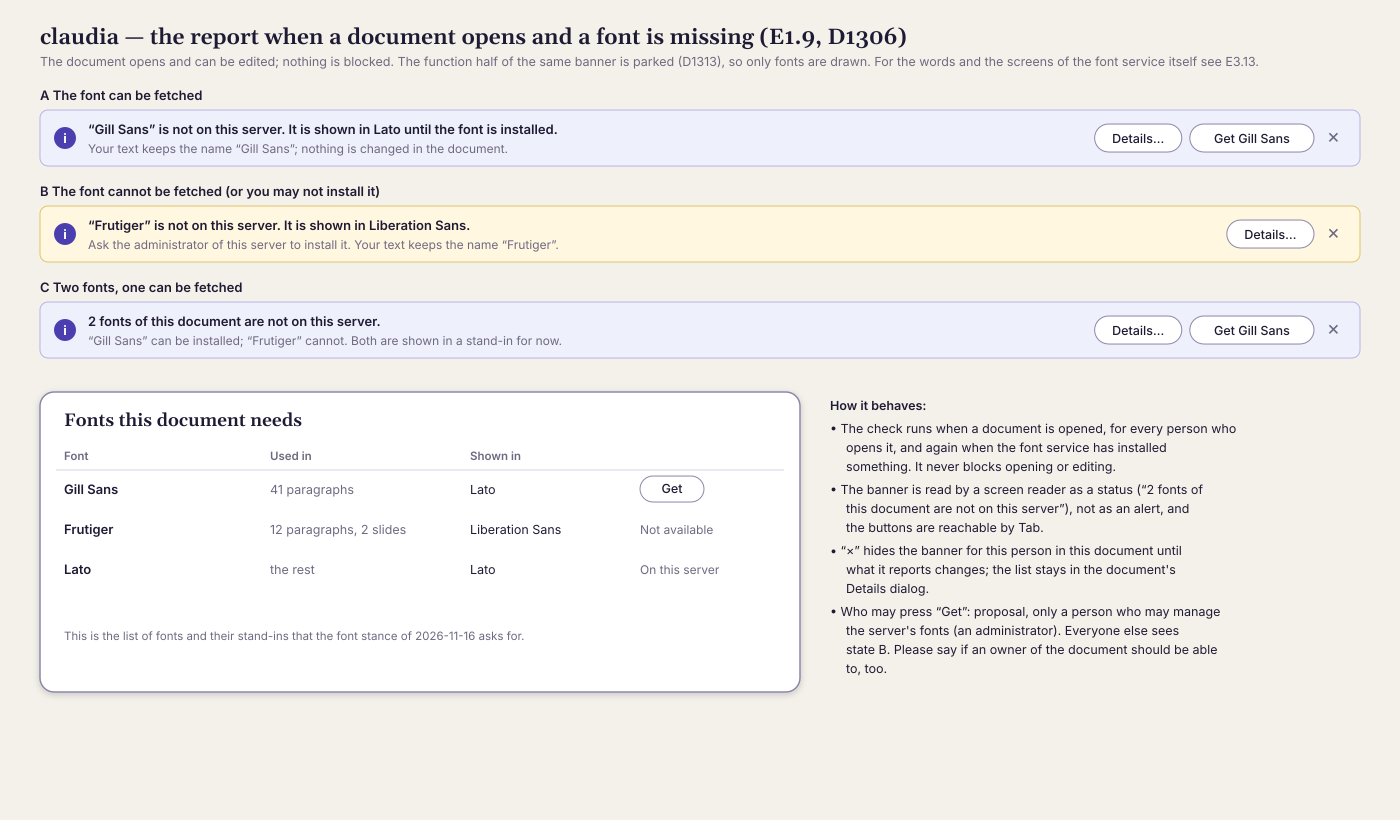 claudia — the report when a document opens and a font is missing (E1.9, D1306)
The document opens and can be edited; nothing is blocked. The function half of the same banner is parked (D1313), so only fonts are drawn. For the words and the screens of the font service itself see E3.13.
A The font can be fetched
i
“Gill Sans” is not on this server. It is shown in Lato until the font is installed.
Your text keeps the name “Gill Sans”; nothing is changed in the document.
Details… Get Gill Sans ✕
B The font cannot be fetched (or you may not install it)
i
“Frutiger” is not on this server. It is shown in Liberation Sans.
Ask the administrator of this server to install it. Your text keeps the name “Frutiger”.
Details… ✕
C Two fonts, one can be fetched
i
2 fonts of this document are not on this server.
“Gill Sans” can be installed; “Frutiger” cannot. Both are shown in a stand-in for now.
Details… Get Gill Sans ✕
Fonts this document needs
Font Used in Shown in
Gill Sans 41 paragraphs Lato Get
Frutiger 12 paragraphs, 2 slides Liberation Sans Not available
Lato the rest Lato On this server
This is the list of fonts and their stand-ins that the font stance of 2026-11-16 asks for.
How it behaves:
• The check runs when a document is opened, for every person who
opens it, and again when the font service has installed
something. It never blocks opening or editing.
• The banner is read by a screen reader as a status (“2 fonts of
this document are not on this server”), not as an alert, and
the buttons are reachable by Tab.
• “×” hides the banner for this person in this document until
what it reports changes; the list stays in the document's
Details dialog.
• Who may press “Get”: proposal, only a person who may manage
the server's fonts (an administrator). Everyone else sees
state B. Please say if an owner of the document should be able
to, too.